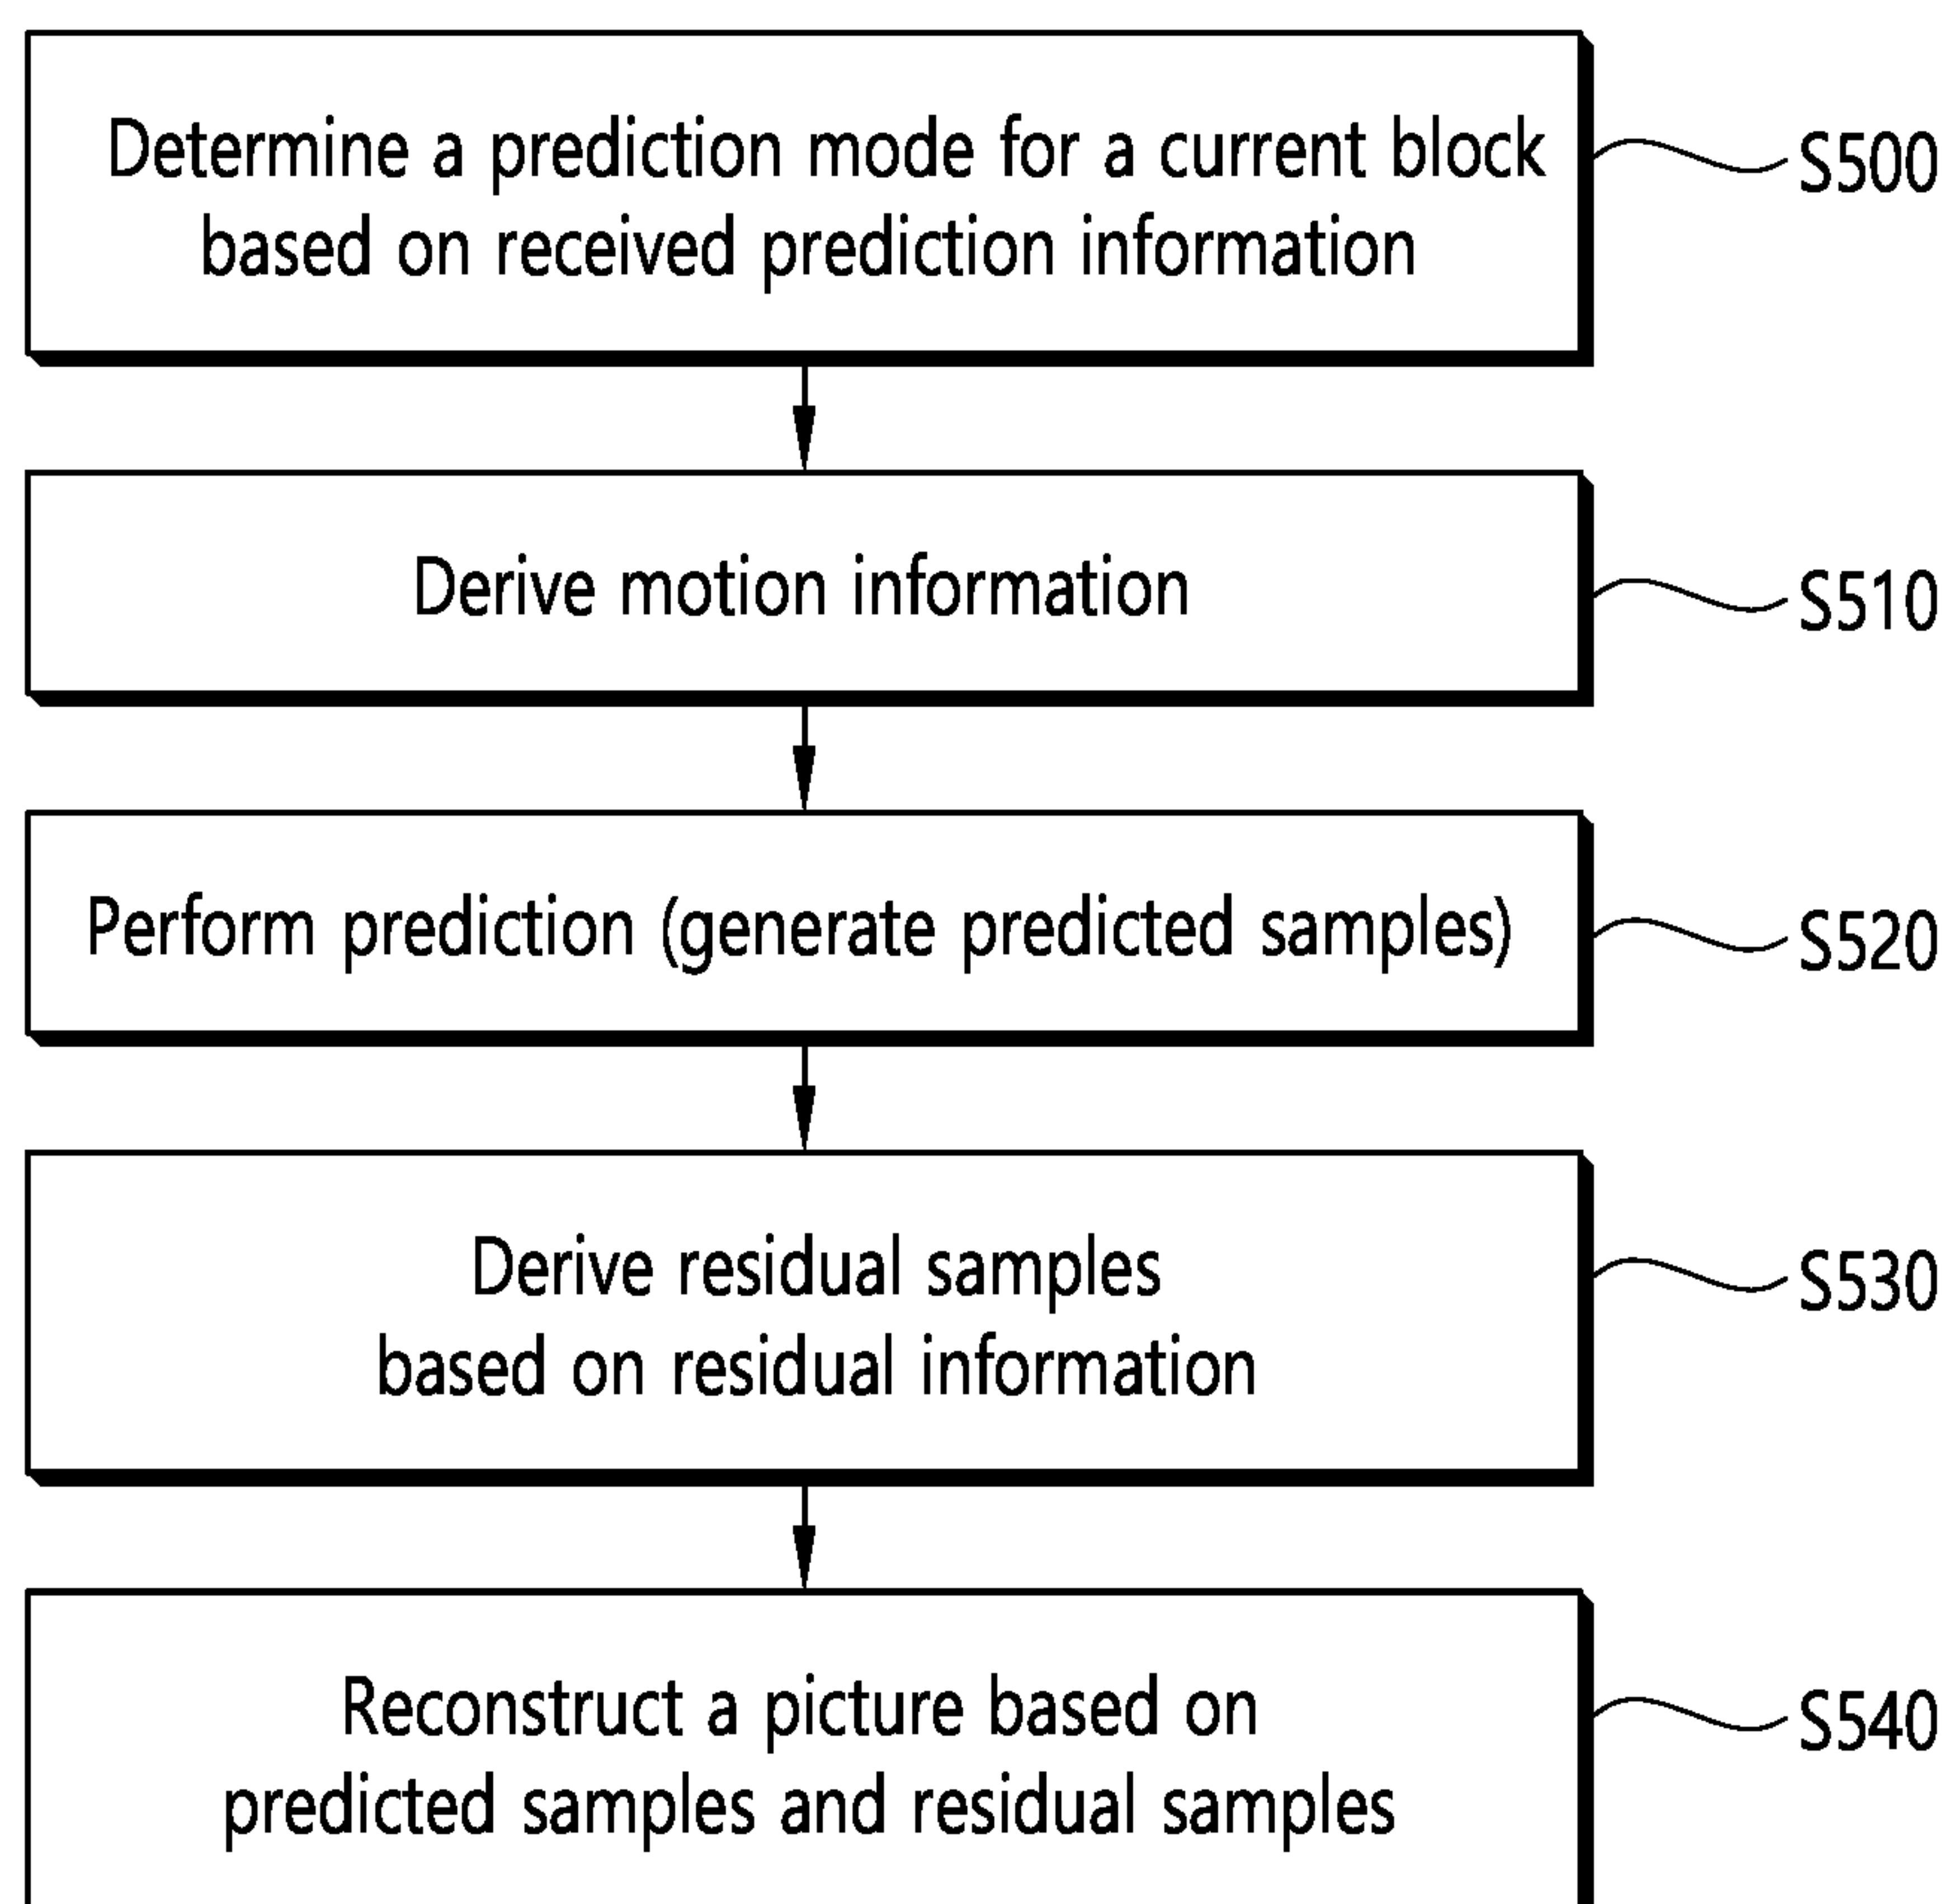 Determine a prediction mode for a current block
based on received prediction information
S500
Derive motion information
S510
Perform prediction (generate predicted samples)
S520
Derive residual samples
based on residual information
S530
Reconstruct a picture based on
predicted samples and residual samples
S540